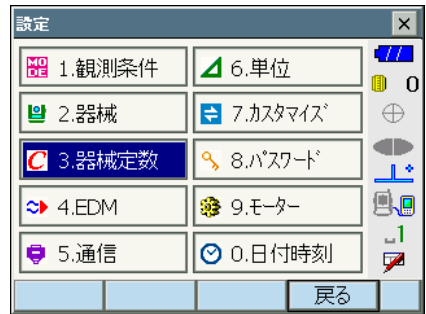 設定
MODE 1.観測条件
2.器械
C 3.器械定数
4.EDM
5.通信
6.単位
7.ｶｽﾀﾏｲｽﾞ
8.ﾊﾟｽﾜｰﾄﾞ
9.ﾓｰﾀｰ
0.日付時刻
0
1
戻る